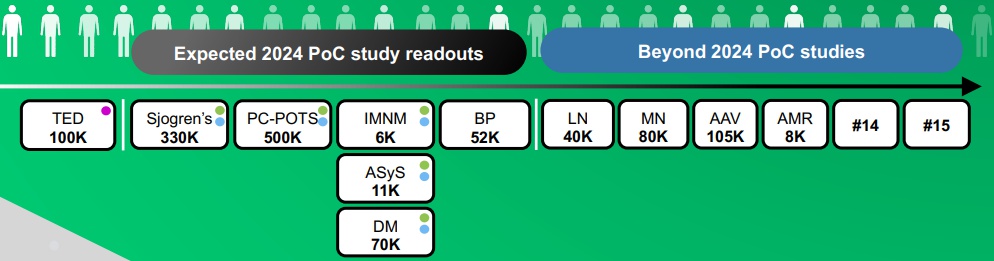 Expected 2024 PoC study readouts
Beyond 2024 PoC studies
TED
100K
Sjogren's
330K
PC-POTS
500K
IMNM
6K
BP
52K
LN
40K
MN
80K
AAV
105K
AMR
8K
#14
#15
ASyS
11K
DM
70K